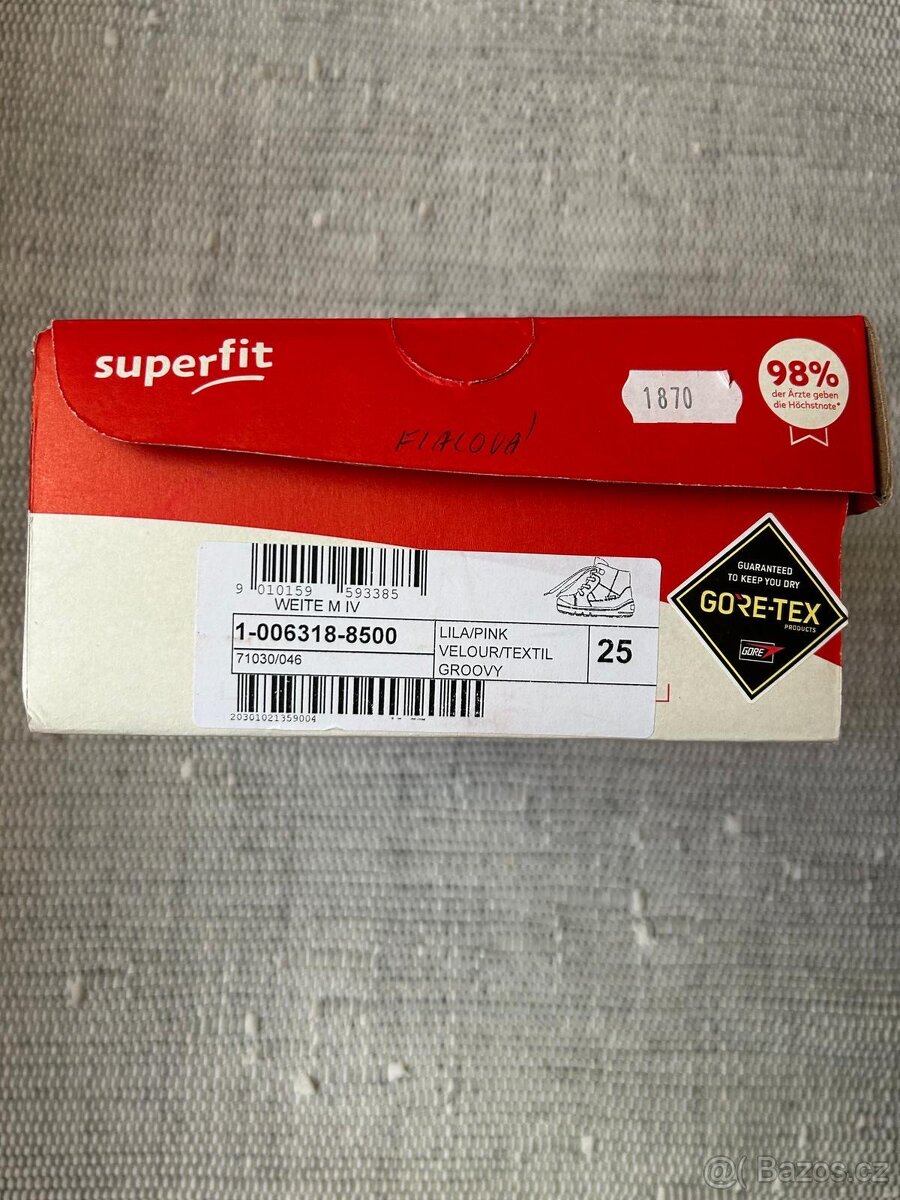 superfit
1870
98%
der Ärzte geben
die Höchstnote*
FIALOVÁ
9 010159 593385
WEITE M IV
1-006318-8500
71030/046
LILA/PINK
VELOUR/TEXTIL
GROOVY
25
20301021359004
GUARANTEED
TO KEEP YOU DRY
GORE-TEX
PRODUCTS
GORE
@( Bazos.cz